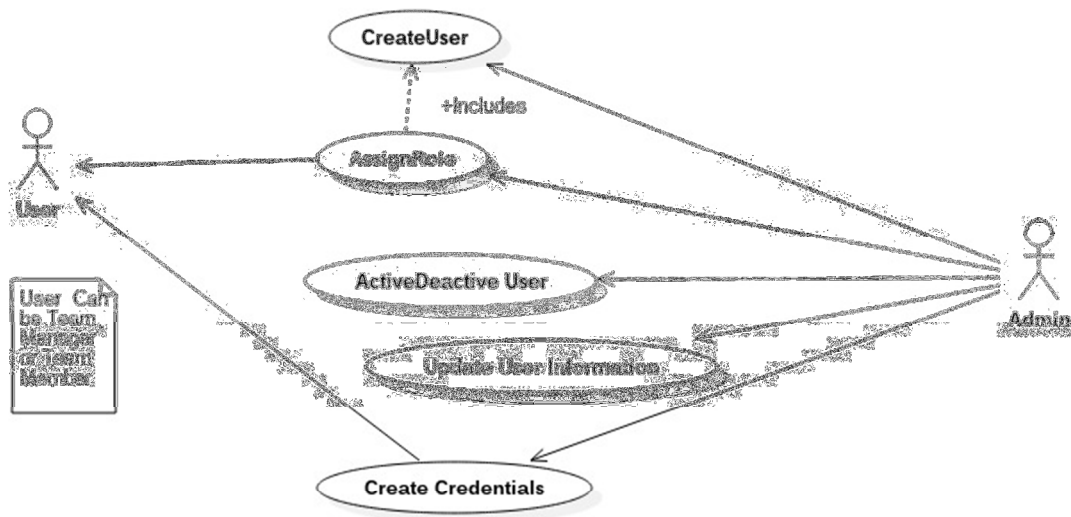 CreateUser
+Includes
AssignRole
User
ActiveDeactive User
User Can
be Team
Manager
or Team
Member
Admin
Update User Information
Create Credentials